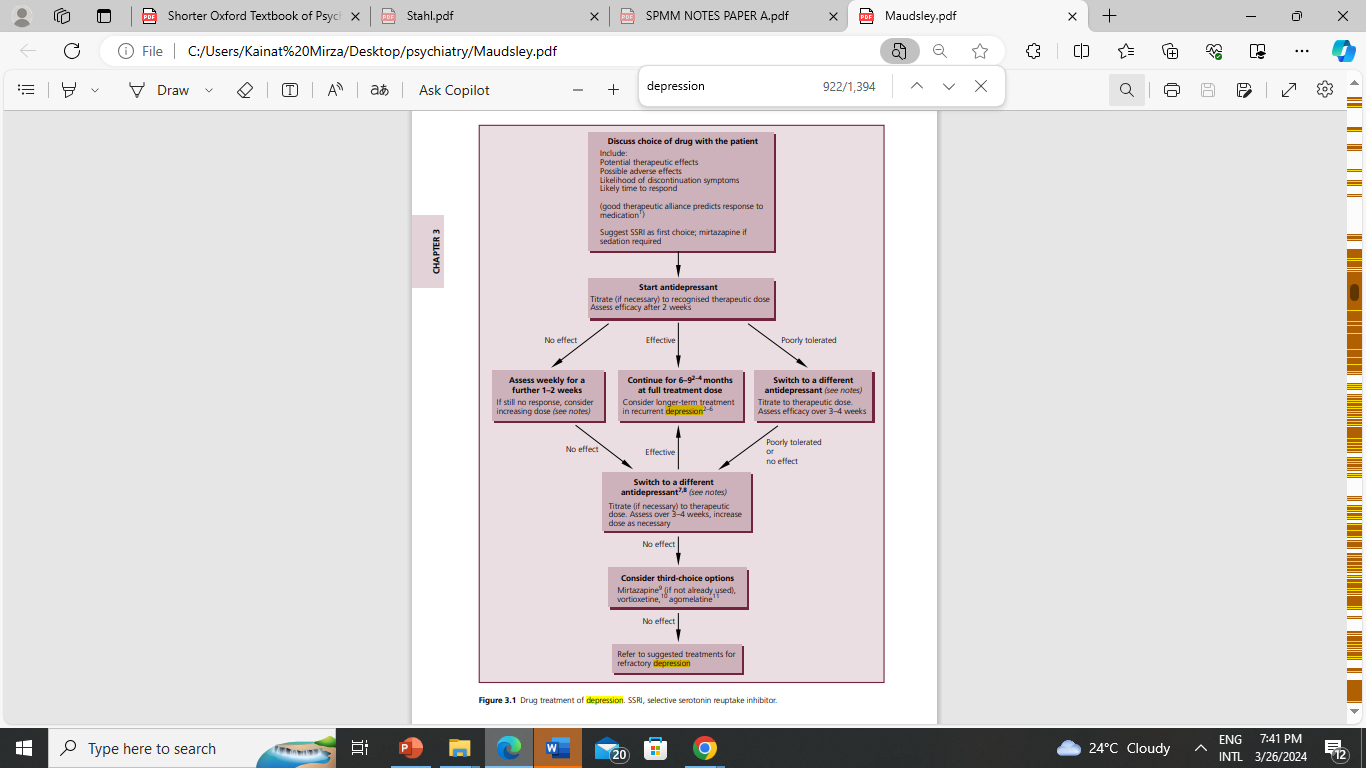 Shorter Oxford Textbook of Psyc
Stahl.pdf
SPMM NOTES PAPER A.pdf
Maudsley.pdf
File
C:/Users/Kainat%20Mirza/Desktop/psychiatry/Maudsley.pdf
Draw
Ask Copilot
depression
922/1,394
CHAPTER 3
Discuss choice of drug with the patient
Include:
Potential therapeutic effects
Possible adverse effects
Likelihood of discontinuation symptoms
Likely time to respond
(good therapeutic alliance predicts response to
medication1)
Suggest SSRI as first choice; mirtazapine if
sedation required
Start antidepressant
Titrate (if necessary) to recognised therapeutic dose
Assess efficacy after 2 weeks
No effect
Effective
Poorly tolerated
Assess weekly for a
further 1–2 weeks
If still no response, consider
increasing dose (see notes)
Continue for 6–92–4 months
at full treatment dose
Consider longer-term treatment
in recurrent depression2–6
Switch to a different
antidepressant (see notes)
Titrate to therapeutic dose.
Assess efficacy over 3–4 weeks
No effect
Effective
Poorly tolerated
or
no effect
Switch to a different
antidepressant7,8 (see notes)
Titrate (if necessary) to therapeutic
dose. Assess over 3–4 weeks, increase
dose as necessary
No effect
Consider third-choice options
Mirtazapine9 (if not already used),
vortioxetine,10 agomelatine11
No effect
Refer to suggested treatments for
refractory depression
Figure 3.1 Drug treatment of depression. SSRI, selective serotonin reuptake inhibitor.
Type here to search
20
24°C Cloudy
ENG
INTL
7:41 PM
3/26/2024
12